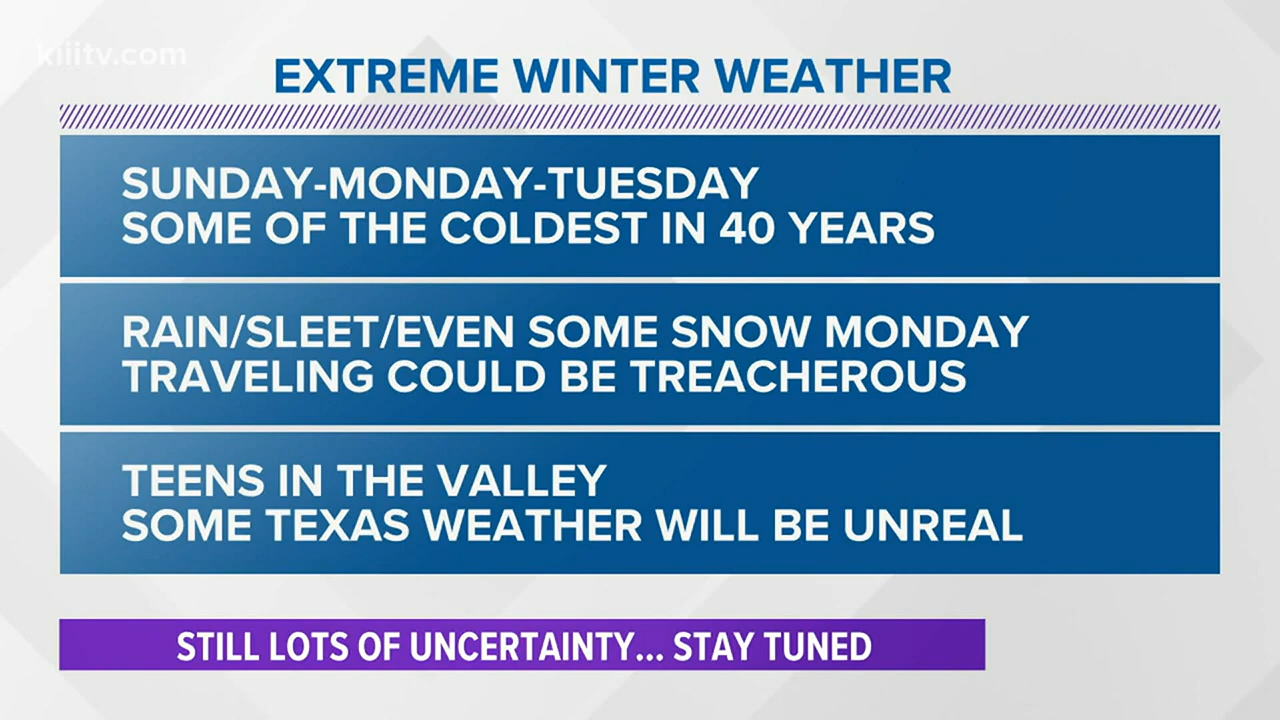 kiiitv.com
EXTREME WINTER WEATHER
SUNDAY-MONDAY-TUESDAY
SOME OF THE COLDEST IN 40 YEARS
RAIN/SLEET/EVEN SOME SNOW MONDAY
TRAVELING COULD BE TREACHEROUS
TEENS IN THE VALLEY
SOME TEXAS WEATHER WILL BE UNREAL
STILL LOTS OF UNCERTAINTY... STAY TUNED